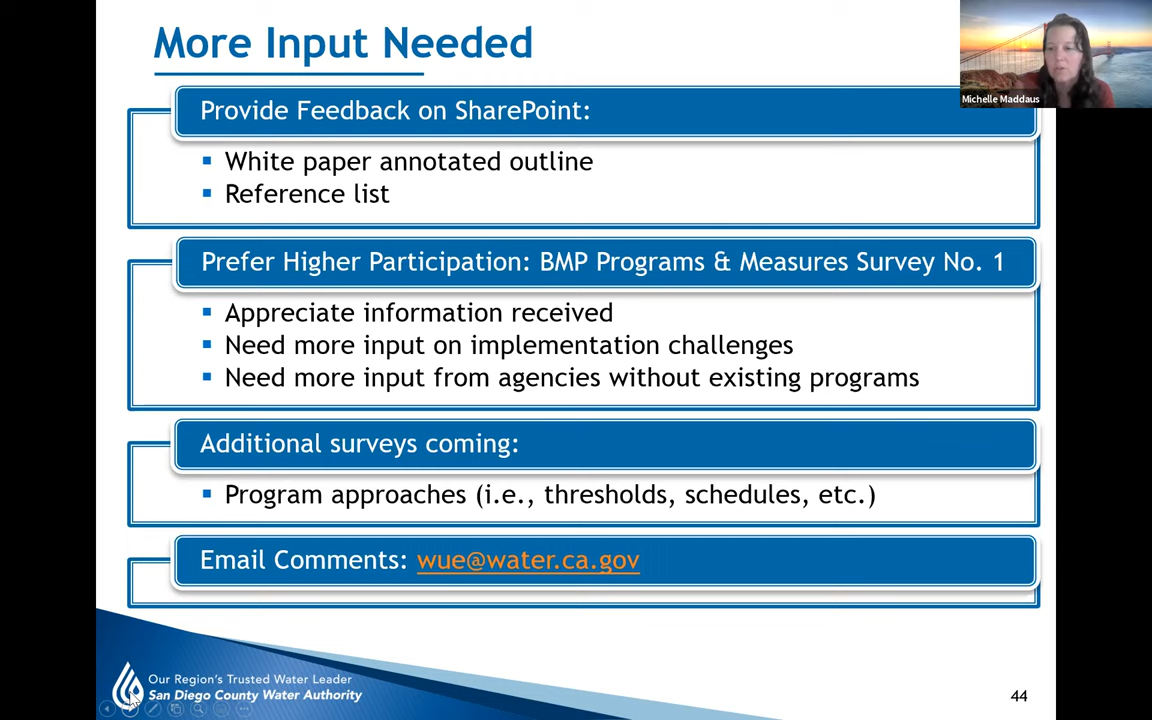 More Input Needed
Michelle Maddaus
Provide Feedback on SharePoint:
White paper annotated outline
Reference list
Prefer Higher Participation: BMP Programs & Measures Survey No. 1
Appreciate information received
Need more input on implementation challenges
Need more input from agencies without existing programs
Additional surveys coming:
Program approaches (i.e., thresholds, schedules, etc.)
Email Comments: wue@water.ca.gov
Our Region's Trusted Water Leader
San Diego County Water Authority
44